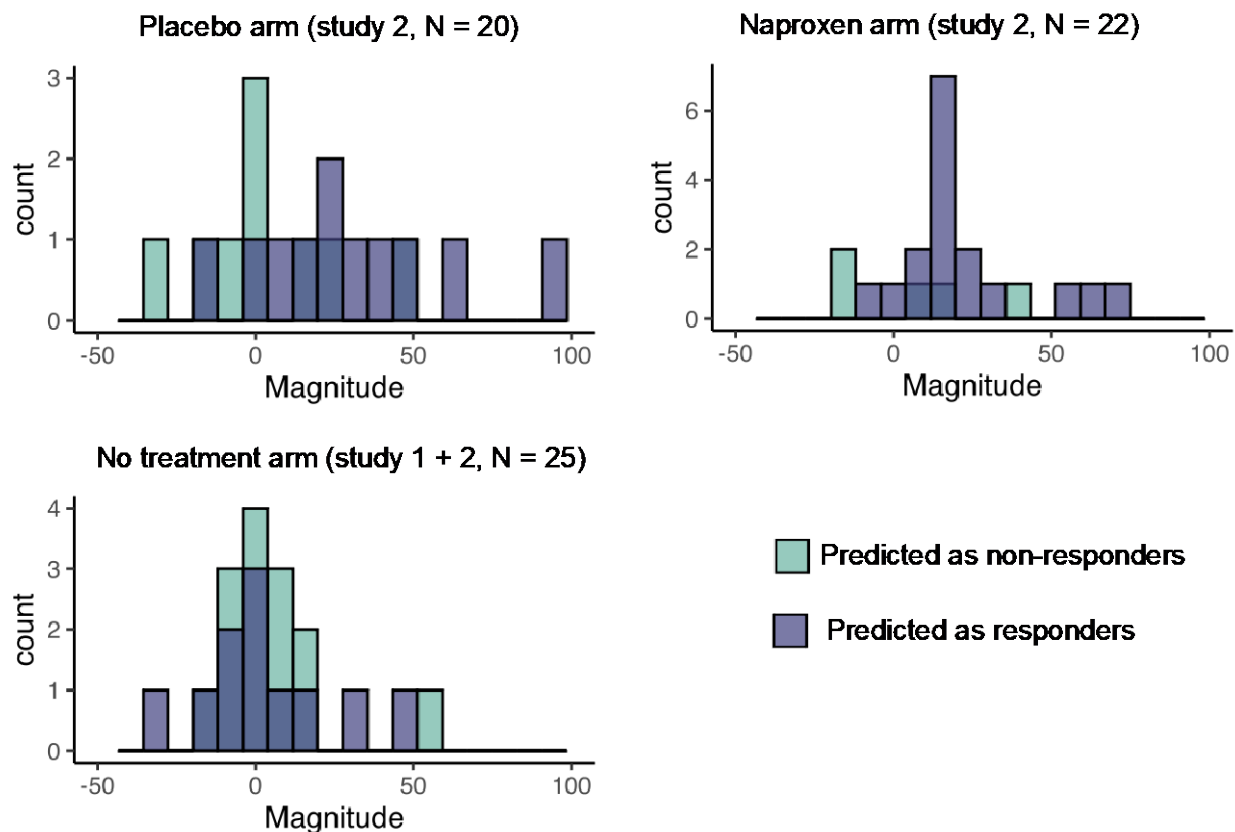 Placebo arm (study 2, N = 20)
3
2
1
0
count
-50
0
50
100
Magnitude
Naproxen arm (study 2, N = 22)
6
4
2
0
count
-50
0
50
100
Magnitude
No treatment arm (study 1 + 2, N = 25)
4
3
2
1
0
count
-50
0
50
100
Magnitude
Predicted as non-responders
Predicted as responders